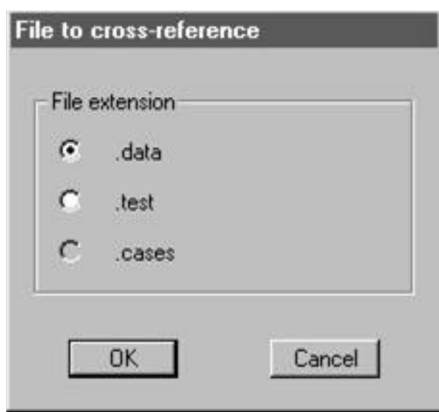 File to cross-reference
File extension
.data
.test
.cases
OK
Cancel